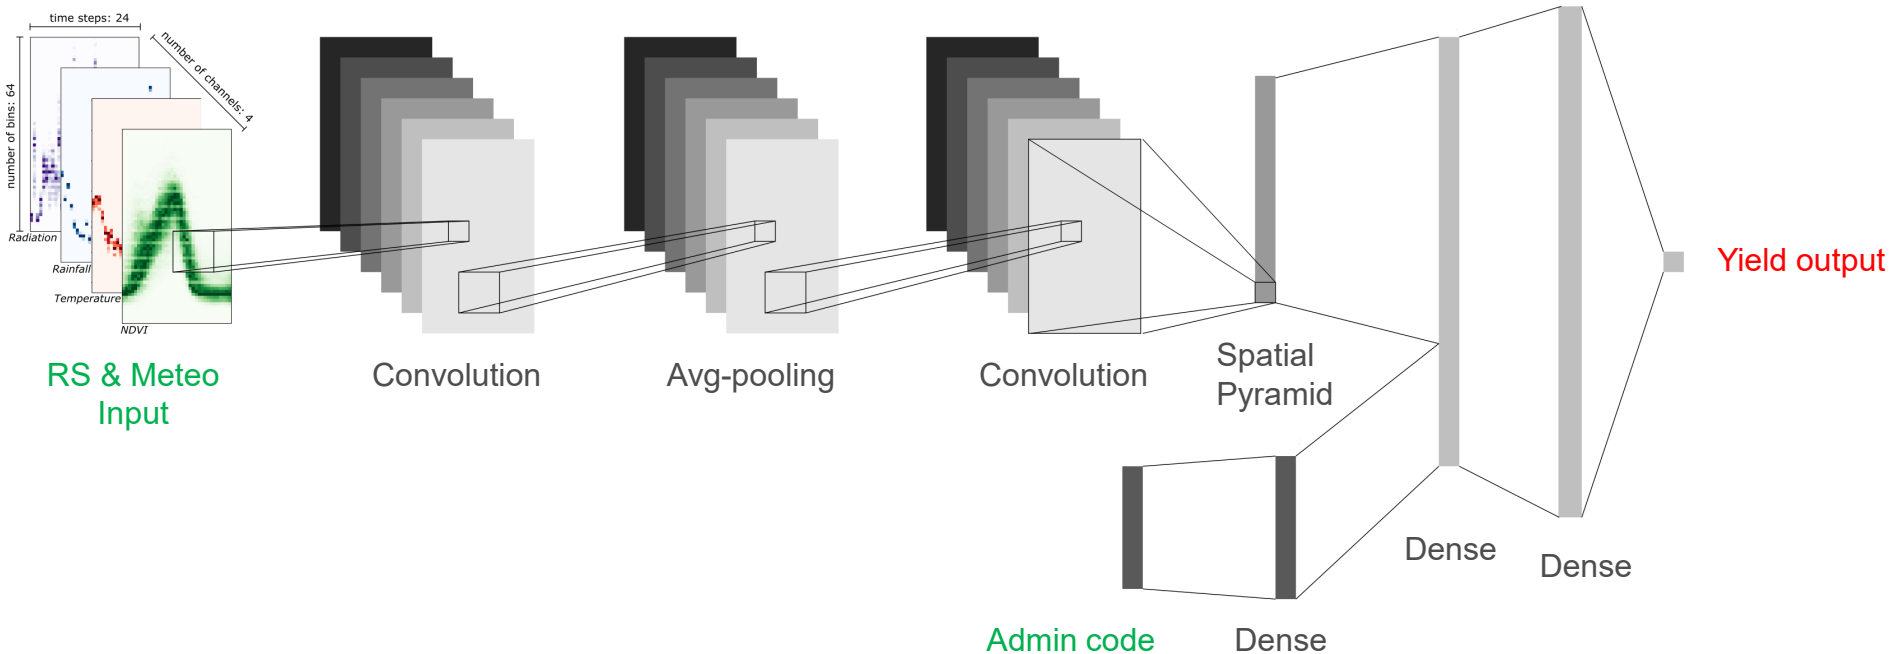 time steps: 24
number of channels: 4
number of bins: 64
Radiation
Rainfall
Temperature
NDVI
RS & Meteo
Input
Convolution
Avg-pooling
Convolution
Spatial
Pyramid
Yield output
Dense
Dense
Admin code
Dense